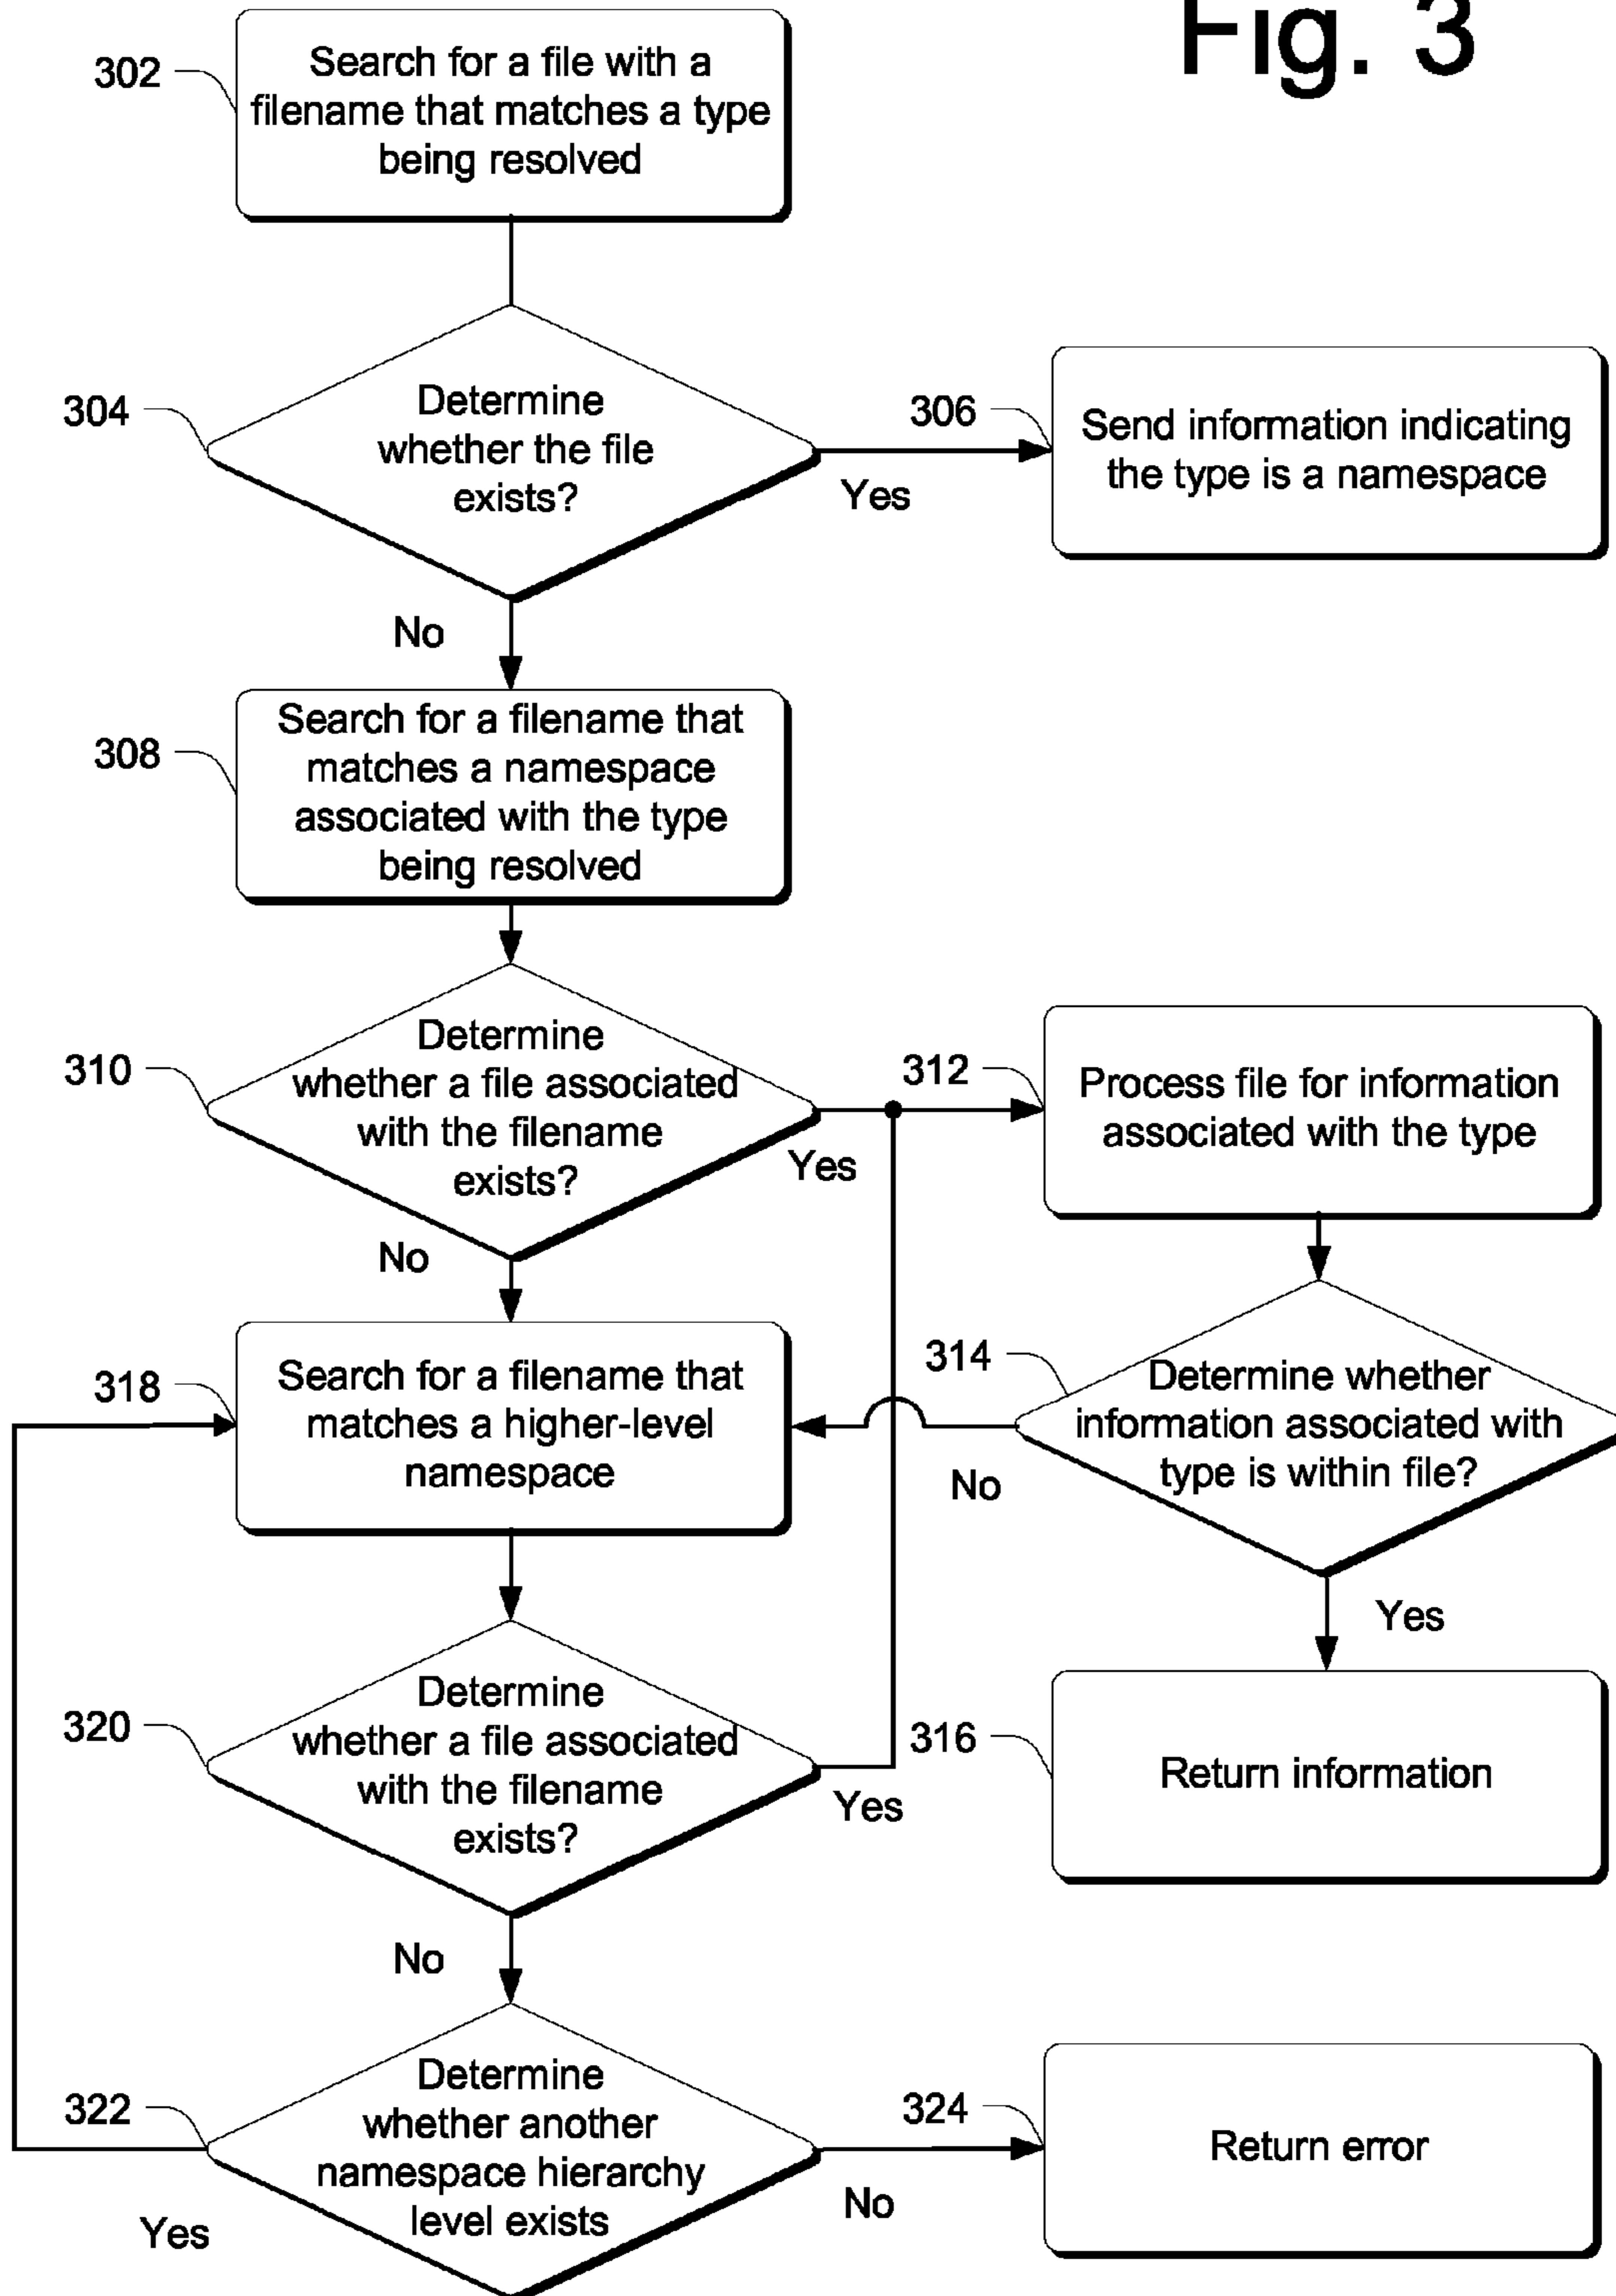 Fig. 3
302
Search for a file with a
filename that matches a type
being resolved
304
Determine
whether the file
exists?
Yes
306
Send information indicating
the type is a namespace
No
308
Search for a filename that
matches a namespace
associated with the type
being resolved
310
Determine
whether a file associated
with the filename
exists?
Yes
312
Process file for information
associated with the type
No
314
Determine whether
information associated with
type is within file?
No
Yes
316
Return information
318
Search for a filename that
matches a higher-level
namespace
320
Determine
whether a file associated
with the filename
exists?
Yes
No
322
Determine
whether another
namespace hierarchy
level exists
Yes
No
324
Return error